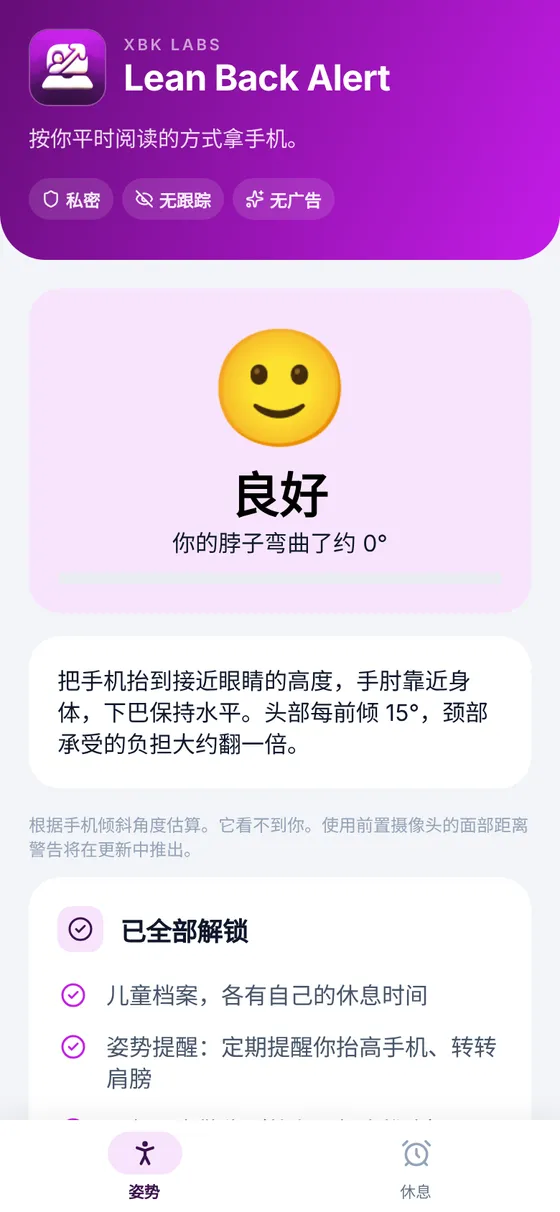 XBK LABS
Lean Back Alert
按你平时阅读的方式拿手机。
私密
无跟踪
无广告
良好
你的脖子弯曲了约 0°
把手机抬到接近眼睛的高度，手肘靠近身
体，下巴保持水平。头部每前倾 15°，颈部
承受的负担大约翻一倍。
根据手机倾斜角度估算。它看不到你。使用前置摄像头的面部距离
警告将在更新中推出。
已全部解锁
儿童档案，各有自己的休息时间
姿势提醒：定期提醒你抬高手机、转转
肩膀
姿势
休息